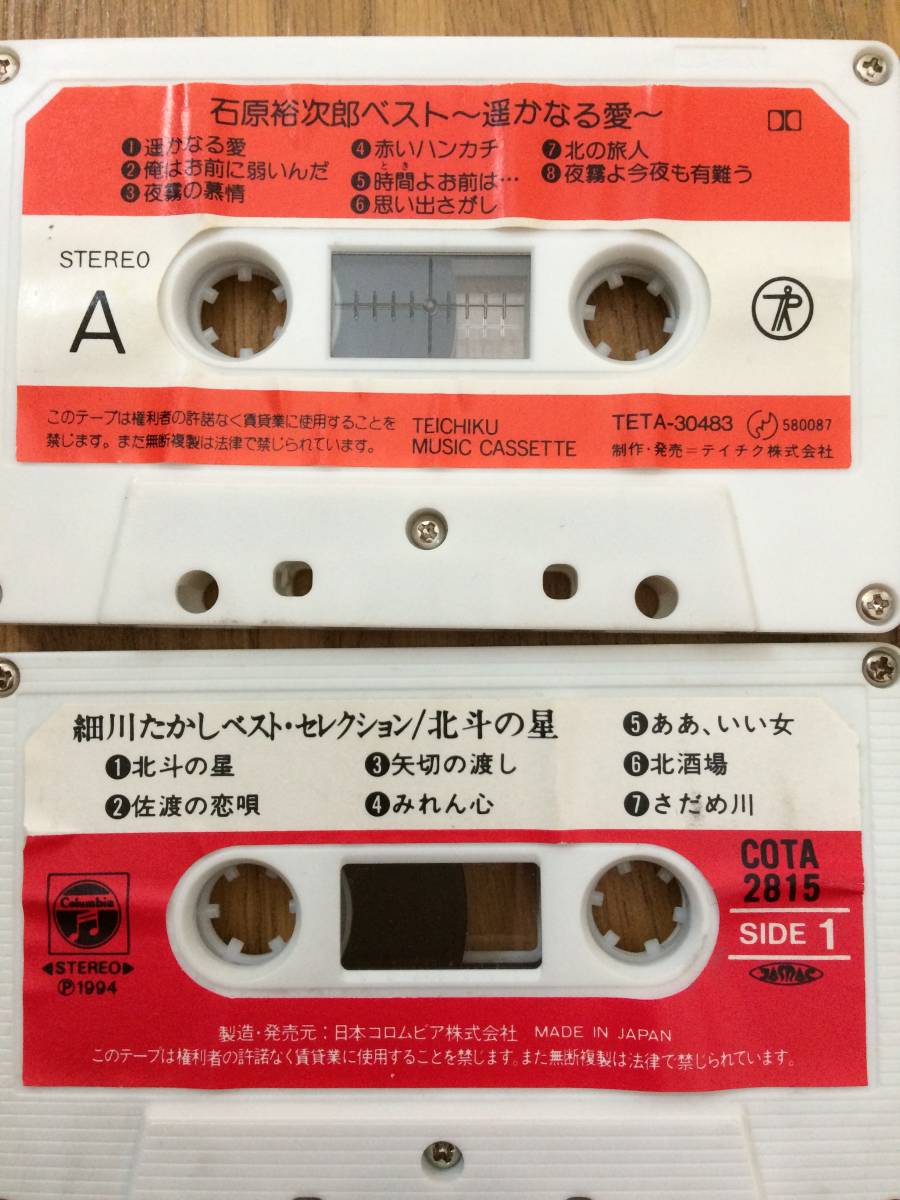 石原裕次郎ベスト〜遥かなる愛〜
❶遥かなる愛
❷俺はお前に弱いんだ
❸夜霧の慕情
❹赤いハンカチ
とき
❺時間よお前は…
❻思い出さがし
❼北の旅人
❽夜霧よ今夜も有難う
STEREO
A
このテープは権利者の許諾なく賃貸業に使用することを
禁じます。また無断複製は法律で禁じられています。
TEICHIKU
MUSIC CASSETTE
TETA-30483 580087
制作・発売=テイチク株式会社
細川たかしベスト・セレクション/北斗の星
❶北斗の星
❷佐渡の恋唄
❸矢切の渡し
❹みれん心
❺ああ、いい女
❻北酒場
❼さだめ川
Columbia
◀STEREO▶
Ⓟ1994
COTA
2815
SIDE 1
JASRAC
製造・発売元:日本コロムビア株式会社 MADE IN JAPAN
このテープは権利者の許諾なく賃貸業に使用することを禁じます。また無断複製は法律で禁じられています。